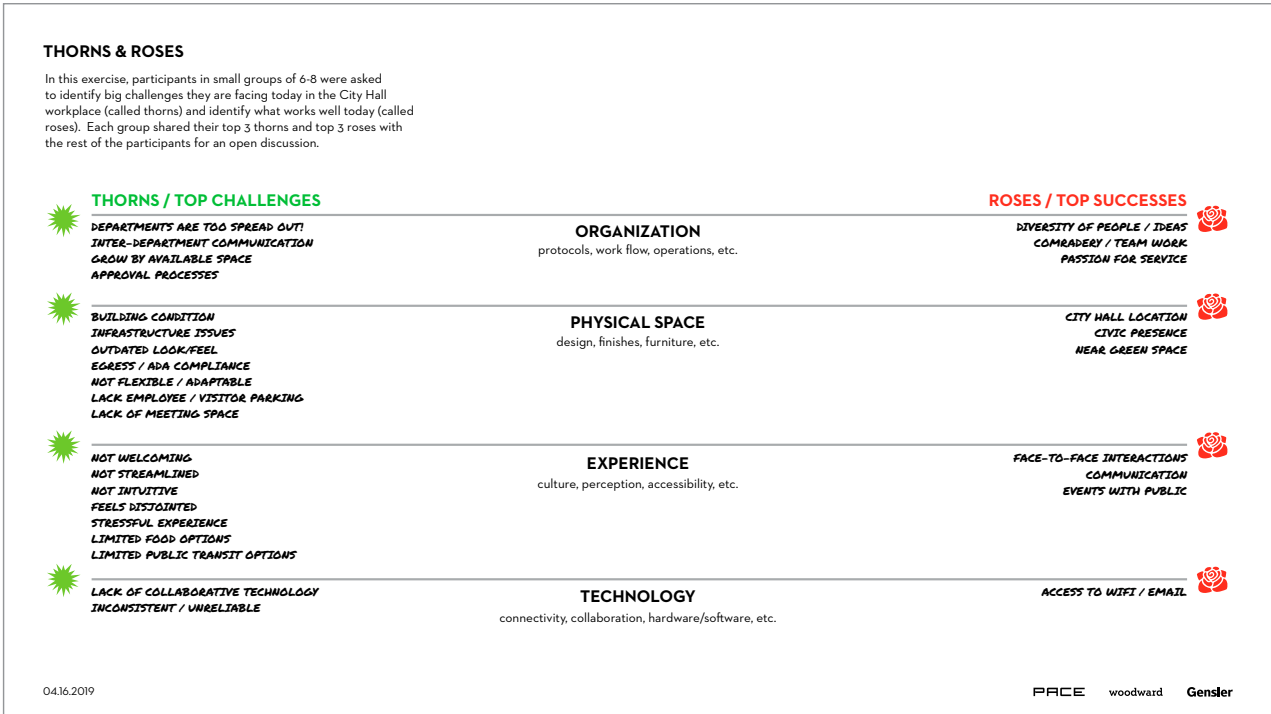 THORNS & ROSES
In this exercise, participants in small groups of 6-8 were asked
to identify big challenges they are facing today in the City Hall
workplace (called thorns) and identify what works well today (called
roses).  Each group shared their top 3 thorns and top 3 roses with
the rest of the participants for an open discussion.
THORNS / TOP CHALLENGES
ROSES / TOP SUCCESSES
DEPARTMENTS ARE TOO SPREAD OUT!
INTER-DEPARTMENT COMMUNICATION
GROW BY AVAILABLE SPACE
APPROVAL PROCESSES
ORGANIZATION
protocols, work flow, operations, etc.
DIVERSITY OF PEOPLE / IDEAS
COMRADERY / TEAM WORK
PASSION FOR SERVICE
BUILDING CONDITION
INFRASTRUCTURE ISSUES
OUTDATED LOOK/FEEL
EGRESS / ADA COMPLIANCE
NOT FLEXIBLE / ADAPTABLE
LACK EMPLOYEE / VISITOR PARKING
LACK OF MEETING SPACE
PHYSICAL SPACE
design, finishes, furniture, etc.
CITY HALL LOCATION
CIVIC PRESENCE
NEAR GREEN SPACE
NOT WELCOMING
NOT STREAMLINED
NOT INTUITIVE
FEELS DISJOINTED
STRESSFUL EXPERIENCE
LIMITED FOOD OPTIONS
LIMITED PUBLIC TRANSIT OPTIONS
EXPERIENCE
culture, perception, accessibility, etc.
FACE-TO-FACE INTERACTIONS
COMMUNICATION
EVENTS WITH PUBLIC
LACK OF COLLABORATIVE TECHNOLOGY
INCONSISTENT / UNRELIABLE
TECHNOLOGY
connectivity, collaboration, hardware/software, etc.
ACCESS TO WIFI / EMAIL
04.16.2019
PACE
woodward
Gensler